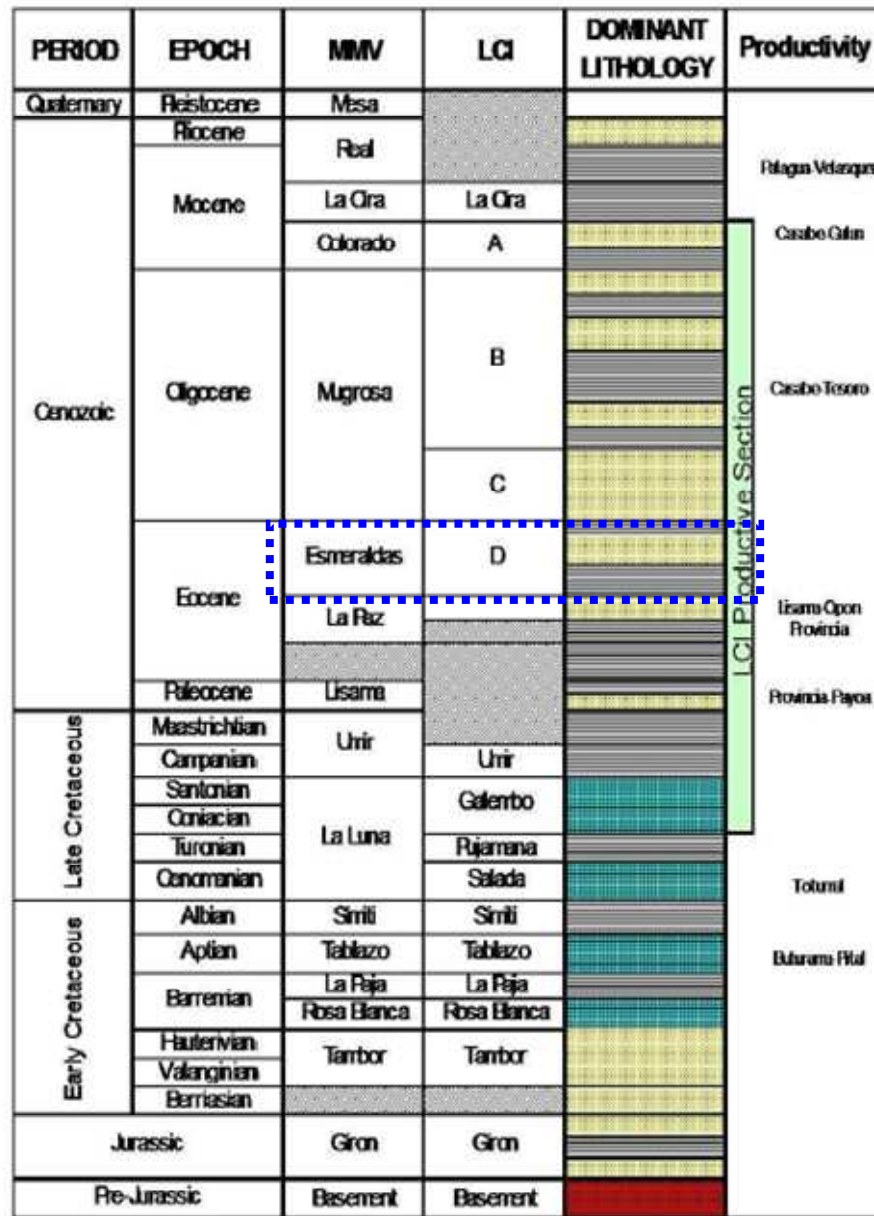 PERIOD EPOCH MMV LCI DOMINANT LITHOLOGY Productivity
Quaternary Pleistocene Mesa
Pliocene
Real
Palagua-Velasquez
Miocene
La Cira La Cira
Colorado A Casabe-Galan
Cenozoic
Oligocene Mugrosa B Casabe-Tesoro
C
LCI Productive Section
Eocene
Esmeraldas D
La Paz
Lisama-Opon
Provincia
Paleocene Lisama Provincia-Payoa
Late Cretaceous
Maastrichtian
Umir
Campanian Umir
Santonian
Galembo
Coniacian
La Luna
Turonian Pujamana
Cenomanian Salada Totumal
Early Cretaceous
Albian Simiti Simiti
Aptian Tablazo Tablazo Buturama-Pital
Barremian
La Paja La Paja
Rosa Blanca Rosa Blanca
Hauterivian
Tambor Tambor
Valanginian
Berriasian
Jurassic Giron Giron
Pre-Jurassic Basement Basement